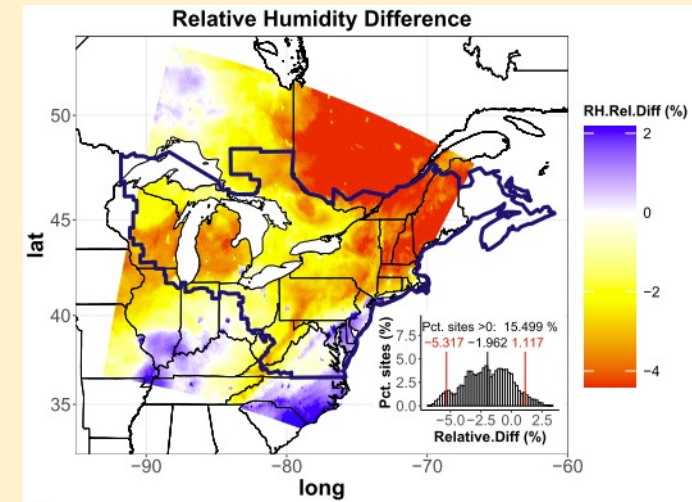 Relative Humidity Difference
RH.Rel.Diff (%)
2
0
−2
−4
50
45
40
35
lat
−90
−80
−70
−60
long
Pct. sites >0: 15.499 %
−5.317 −1.962 1.117
7.5
5.0
2.5
0.0
Pct. sites (%)
−5.0 −2.5 0.0 2.5
Relative.Diff (%)